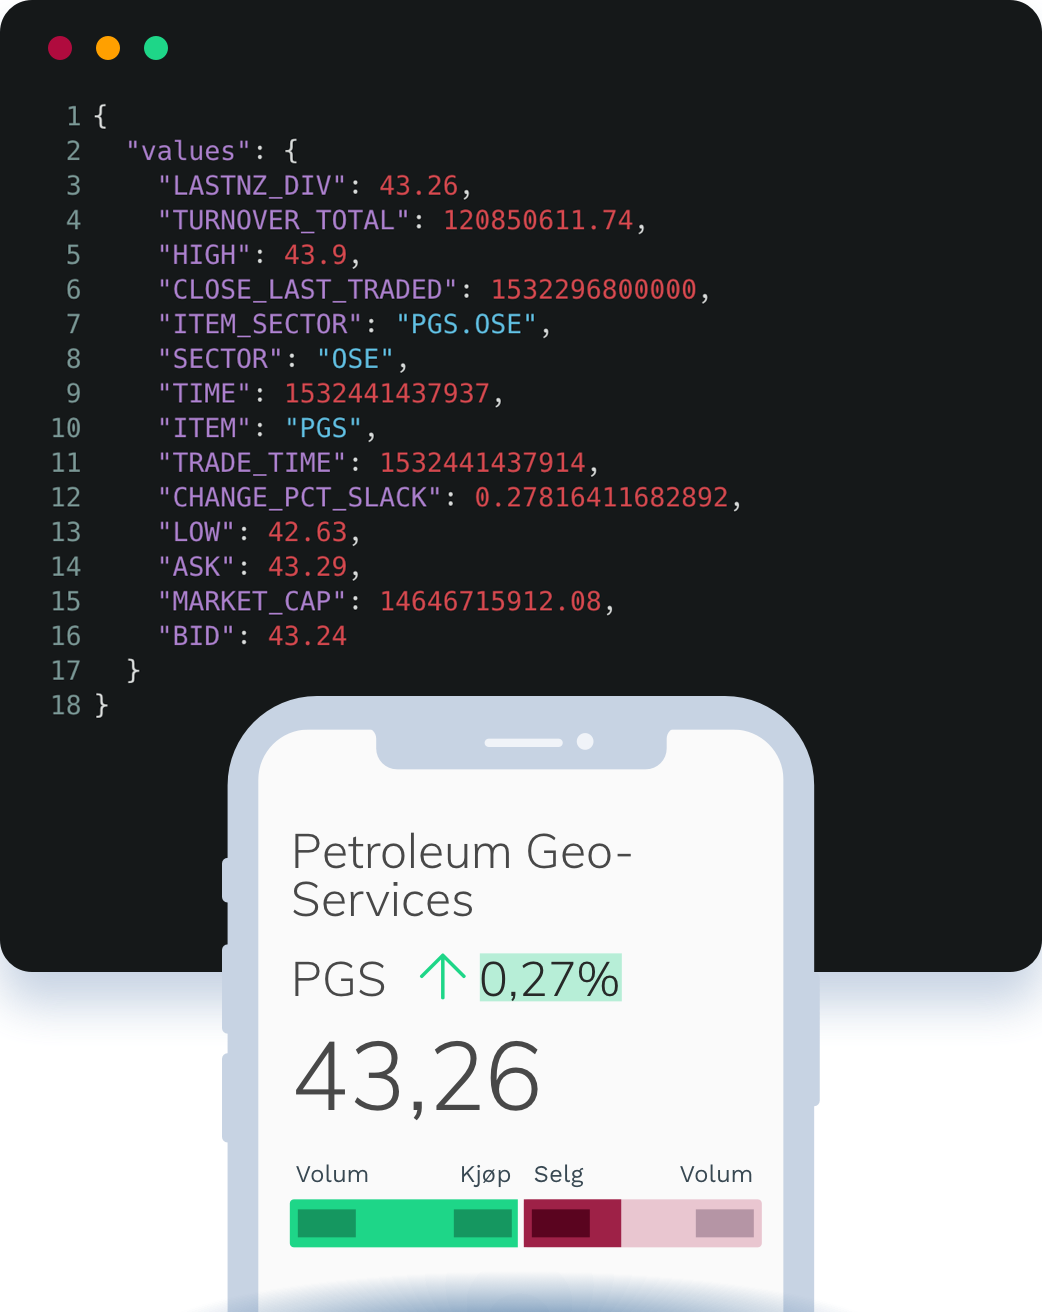 1 {
2   "values": {
3     "LASTNZ_DIV": 43.26,
4     "TURNOVER_TOTAL": 120850611.74,
5     "HIGH": 43.9,
6     "CLOSE_LAST_TRADED": 1532296800000,
7     "ITEM_SECTOR": "PGS.OSE",
8     "SECTOR": "OSE",
9     "TIME": 1532441437937,
10     "ITEM": "PGS",
11     "TRADE_TIME": 1532441437914,
12     "CHANGE_PCT_SLACK": 0.27816411682892,
13     "LOW": 42.63,
14     "ASK": 43.29,
15     "MARKET_CAP": 14646715912.08,
16     "BID": 43.24
17   }
18 }
Petroleum Geo-
Services
PGS ↑ 0,27%
43,26
Volum Kjøp Selg Volum